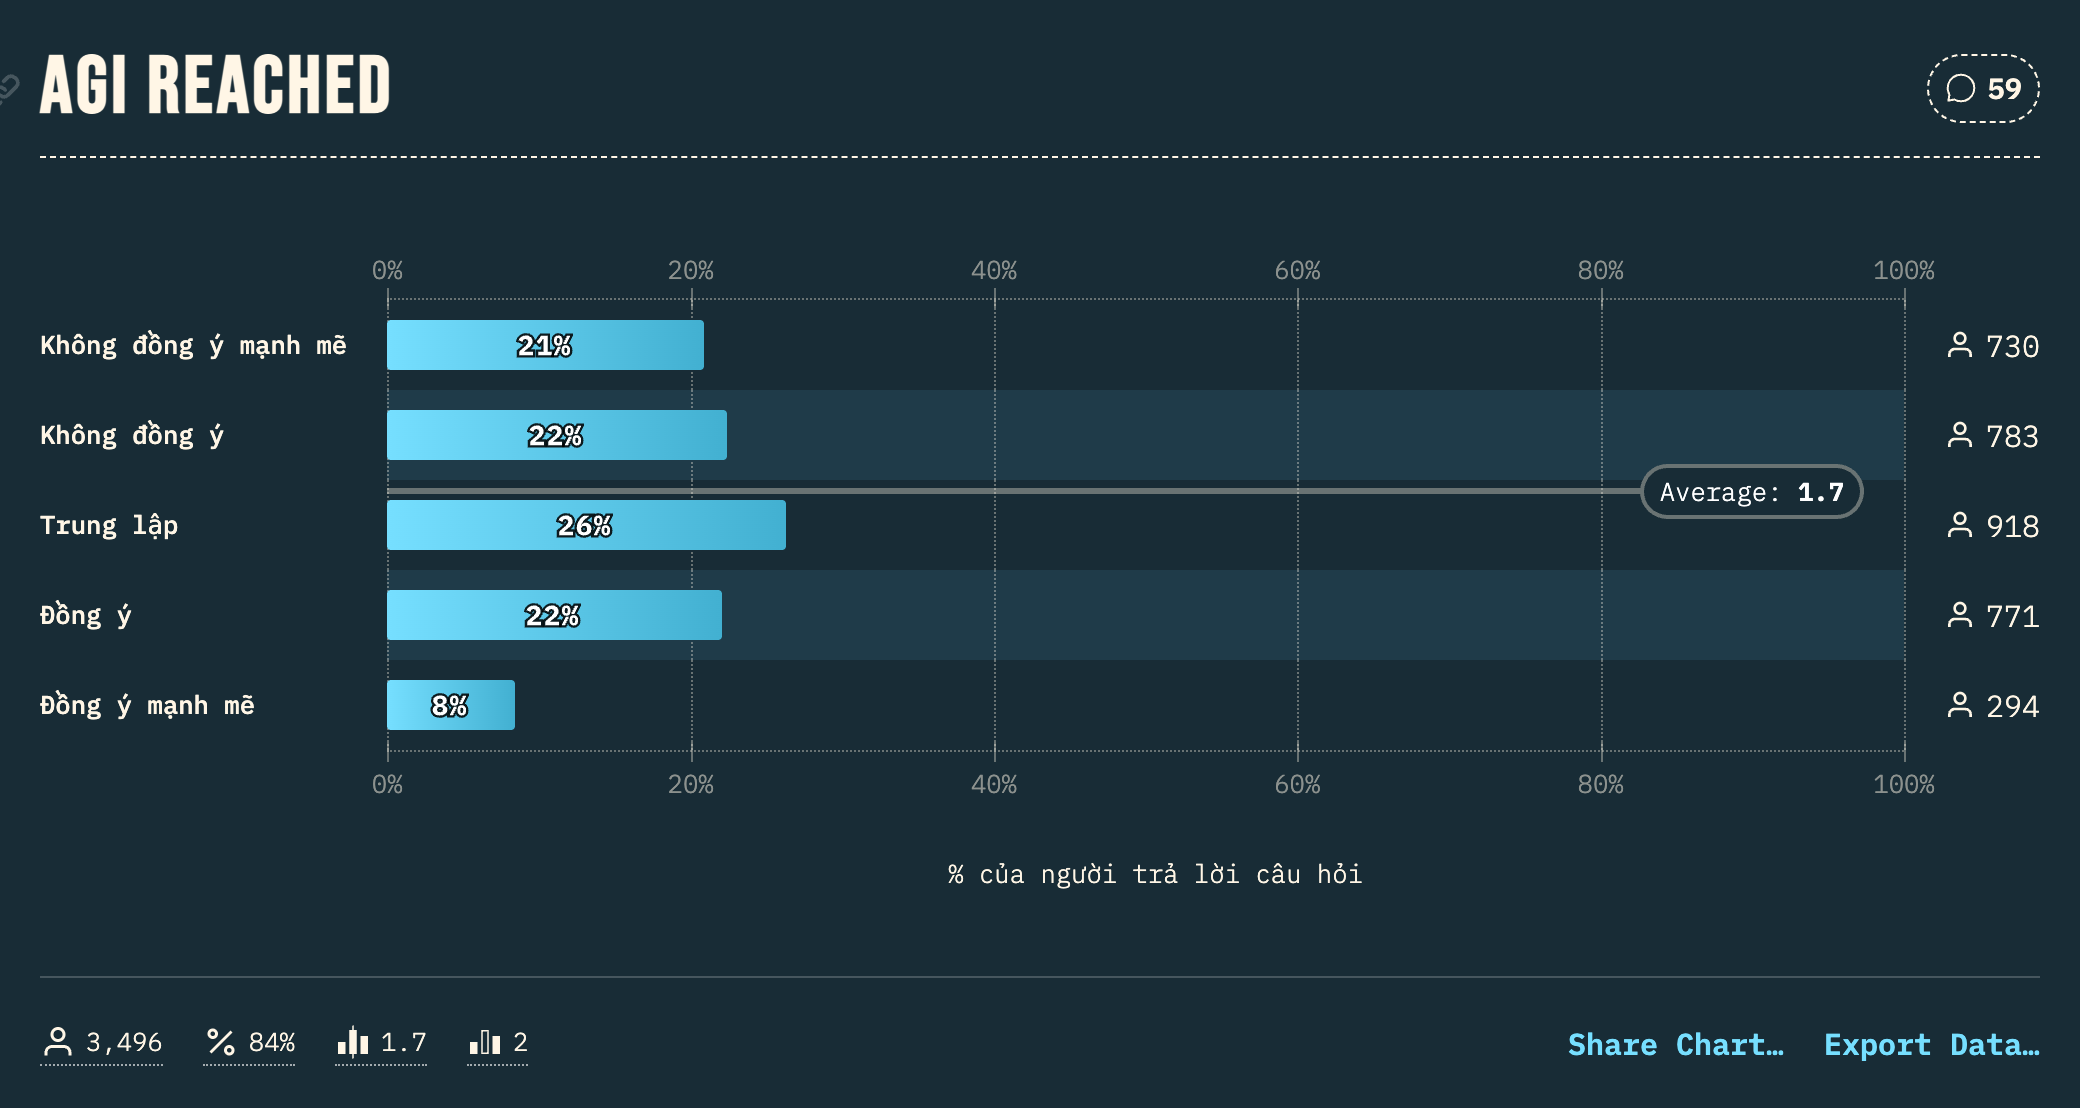 AGI REACHED
59
0% 20% 40% 60% 80% 100%
Không đồng ý mạnh mẽ 21% 730
Không đồng ý 22% 783
Average: 1.7
Trung lập 26% 918
Đồng ý 22% 771
Đồng ý mạnh mẽ 8% 294
0% 20% 40% 60% 80% 100%
% của người trả lời câu hỏi
3,496 84% 1.7 2 Share Chart… Export Data…